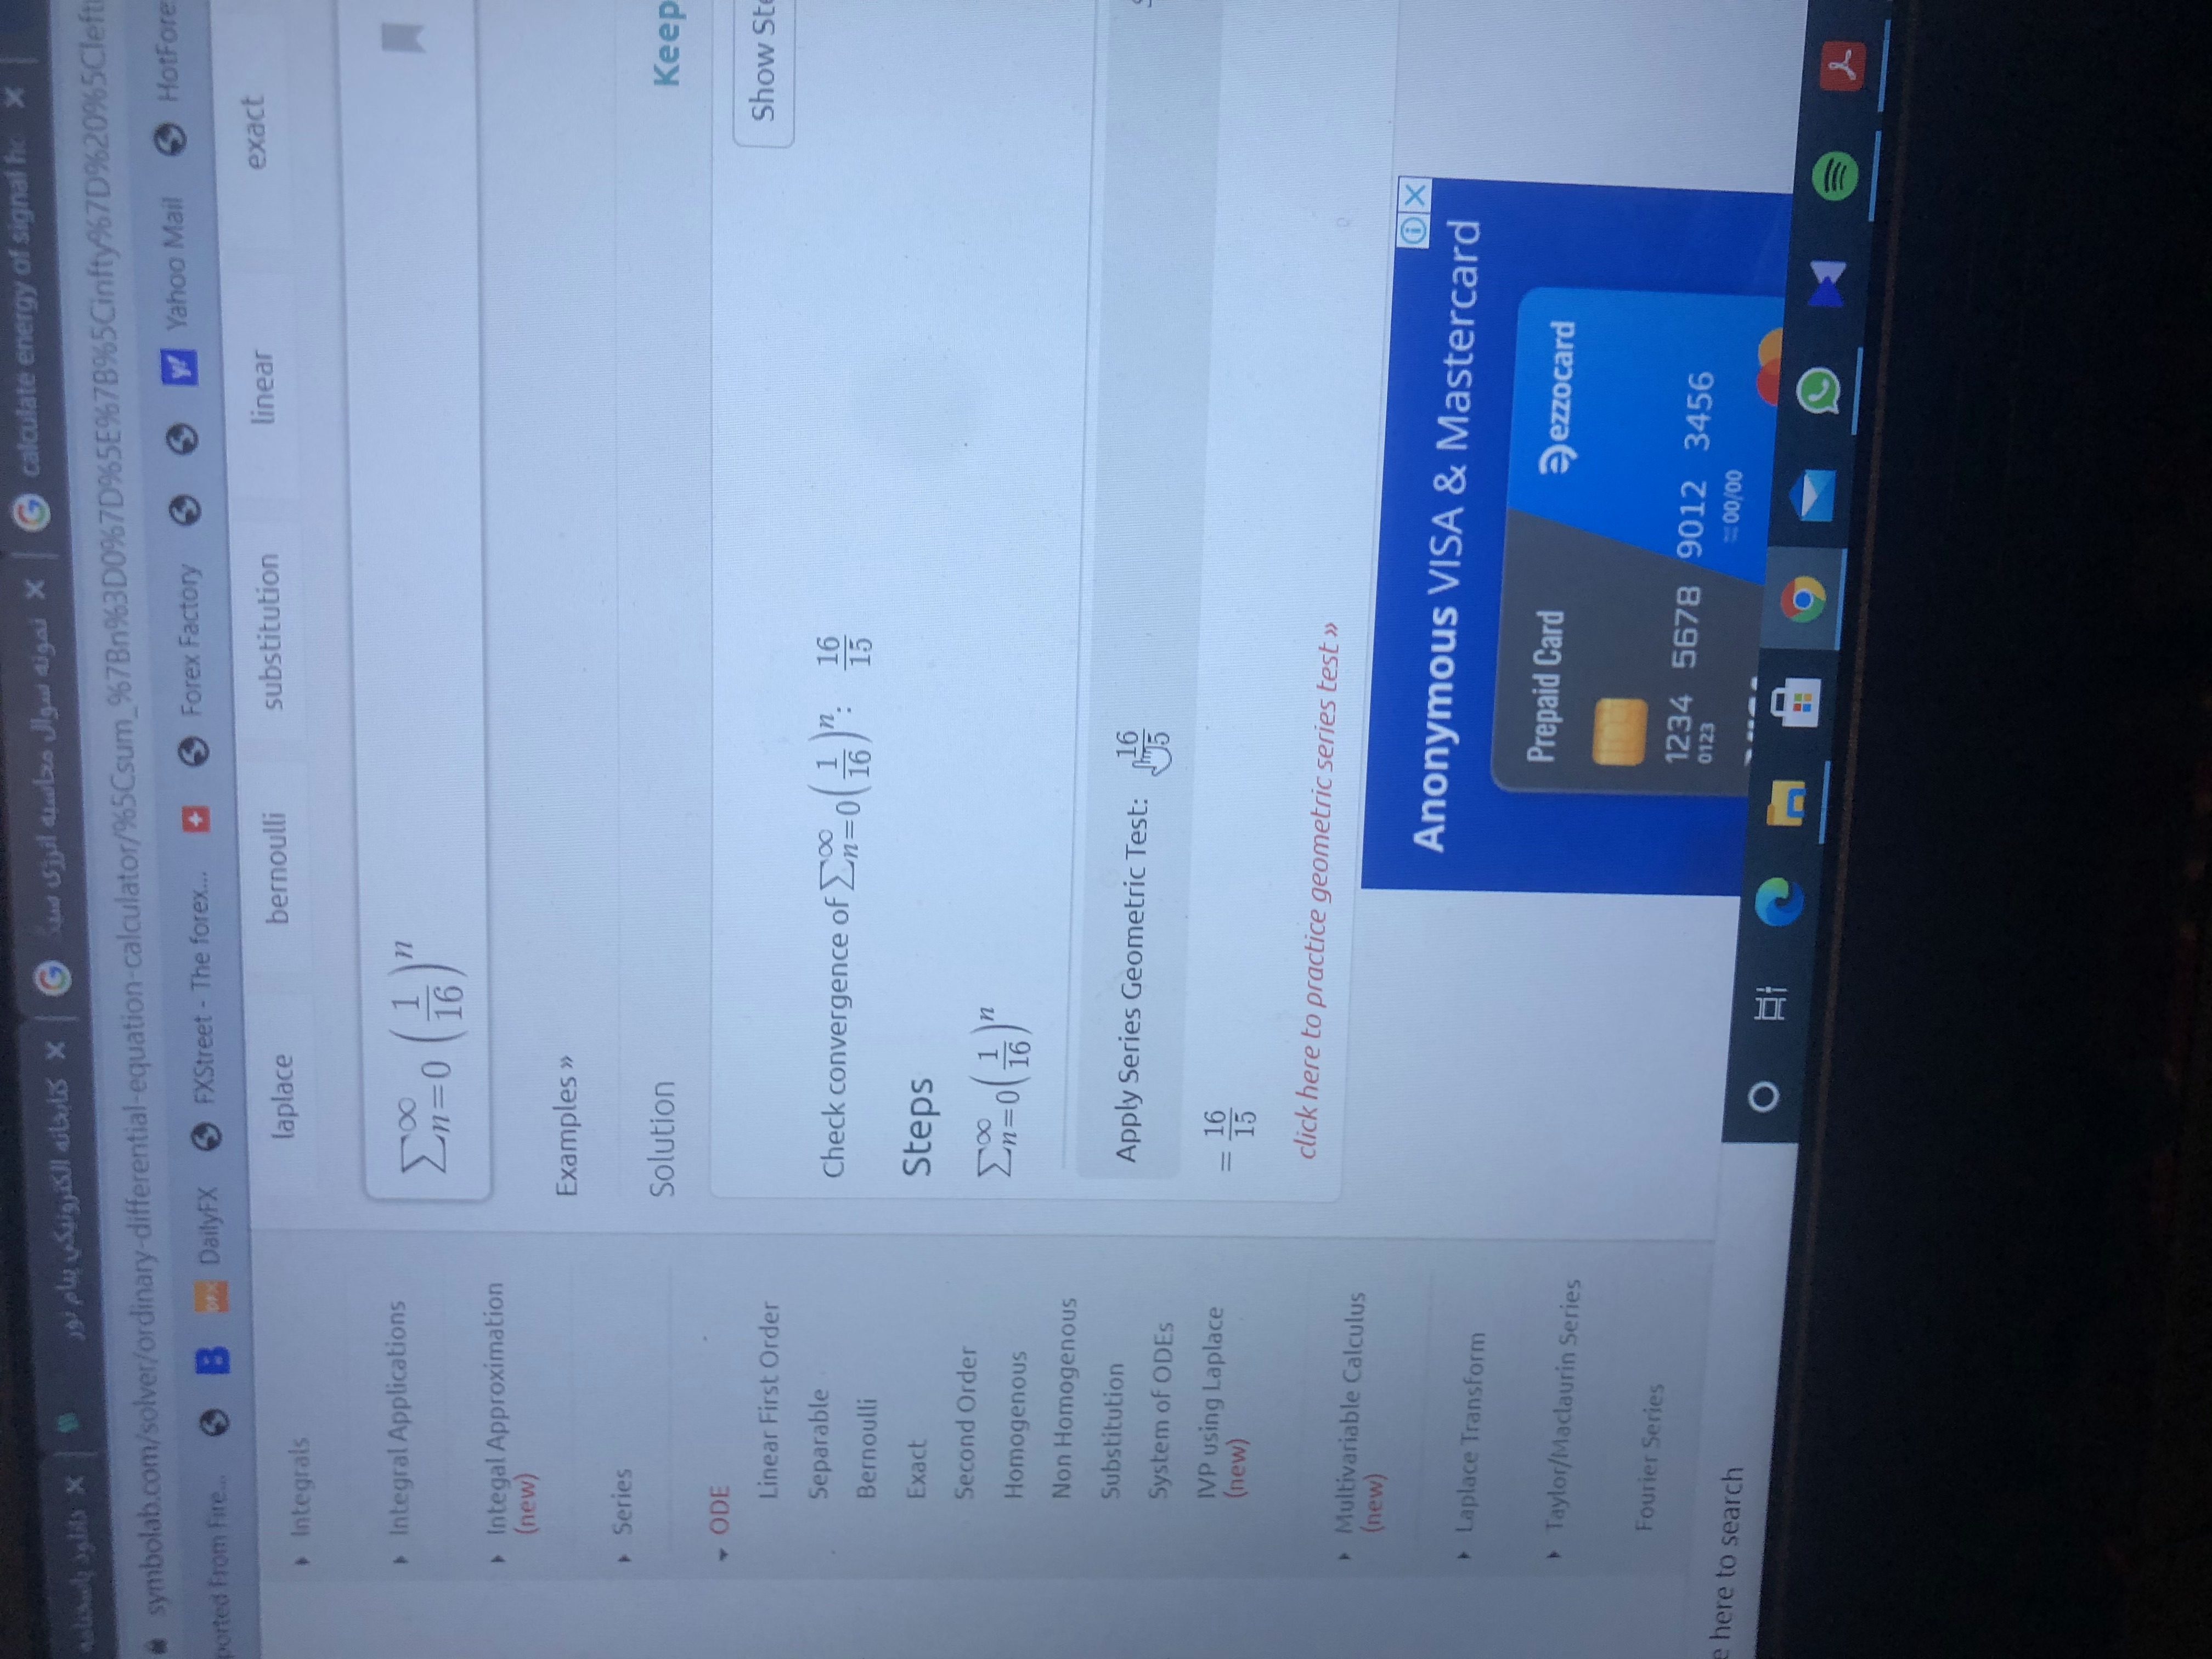 دانلود پاسخنامه
کتابخانه الکترونیکی پیام نور
نمونه سوال محاسبه انرژی
calculate energy of signal
symbolab.com/solver/ordinary-differential-equation-calculator/%5Csum_%7Bn%3D0%7D%5E%7B%5Cinfty%7D%20%5Cleft
ported From Fire...
B
DailyFX
FXStreet - The forex...
Forex Factory
Yahoo Mail
HotFore
laplace
bernoulli
substitution
linear
exact
Integrals
Integral Applications
Integal Approximation
(new)
Series
ODE
Linear First Order
Separable
Bernoulli
Exact
Second Order
Homogenous
Non Homogenous
Substitution
System of ODEs
IVP using Laplace
(new)
Multivariable Calculus
(new)
Laplace Transform
Taylor/Maclaurin Series
Fourier Series
∑∞n=0 (1/16)^n
Examples »
Solution
Keep
Show Ste
Check convergence of ∑∞n=0 (1/16)^n: 16/15
Steps
∑∞n=0 (1/16)^n
Apply Series Geometric Test: 16/5
= 16/15
click here to practice geometric series test »
Anonymous VISA & Mastercard
Prepaid Card
ezzocard
1234 5678 9012 3456
0123
00/00
e here to search